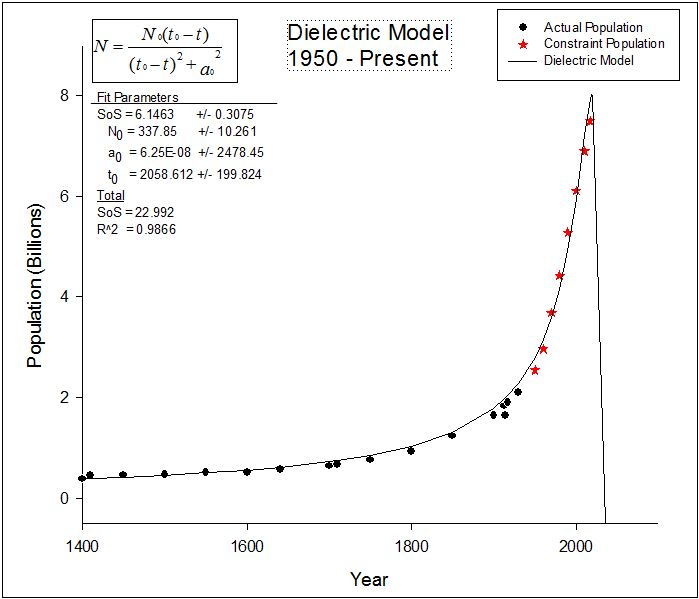 N = N₀(t₀ − t) / (t₀ − t)² + a₀²
Dielectric Model
1950 - Present
Actual Population
Constraint Population
Dielectric Model
Fit Parameters
SoS = 6.1463 +/- 0.3075
N₀ = 337.85 +/- 10.261
a₀ = 6.25E-08 +/- 2478.45
t₀ = 2058.612 +/- 199.824
Total
SoS = 22.992
R^2 = 0.9866
Population (Billions)
8
6
4
2
0
1400 1600 1800 2000
Year